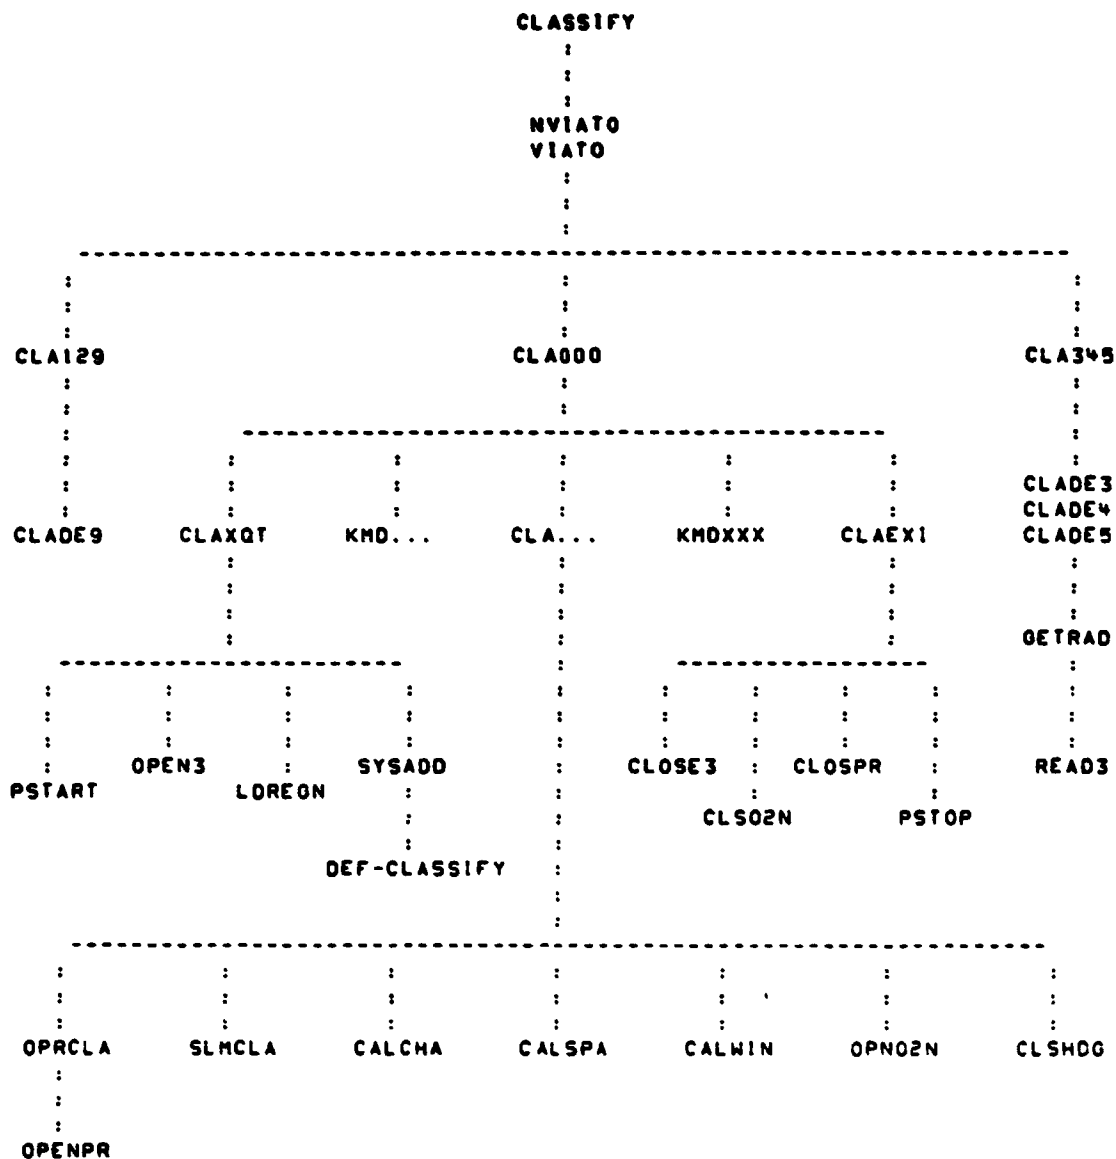 CLASSIFY
NVIATO
VIATO
CLA129 CLA000 CLA345
CLADE3
CLADE4
CLADE9 CLAXQT KMD... CLA... KMDXXX CLAEXI CLADE5
GETRAD
OPEN3 SYSADD CLOSE3 CLOSPR READ3
PSTART LDREGN
CLSO2N PSTOP
DEF-CLASSIFY
OPRCLA SLMCLA CALCHA CALSPA CALWIN OPNO2N CLSHDG
OPENPR